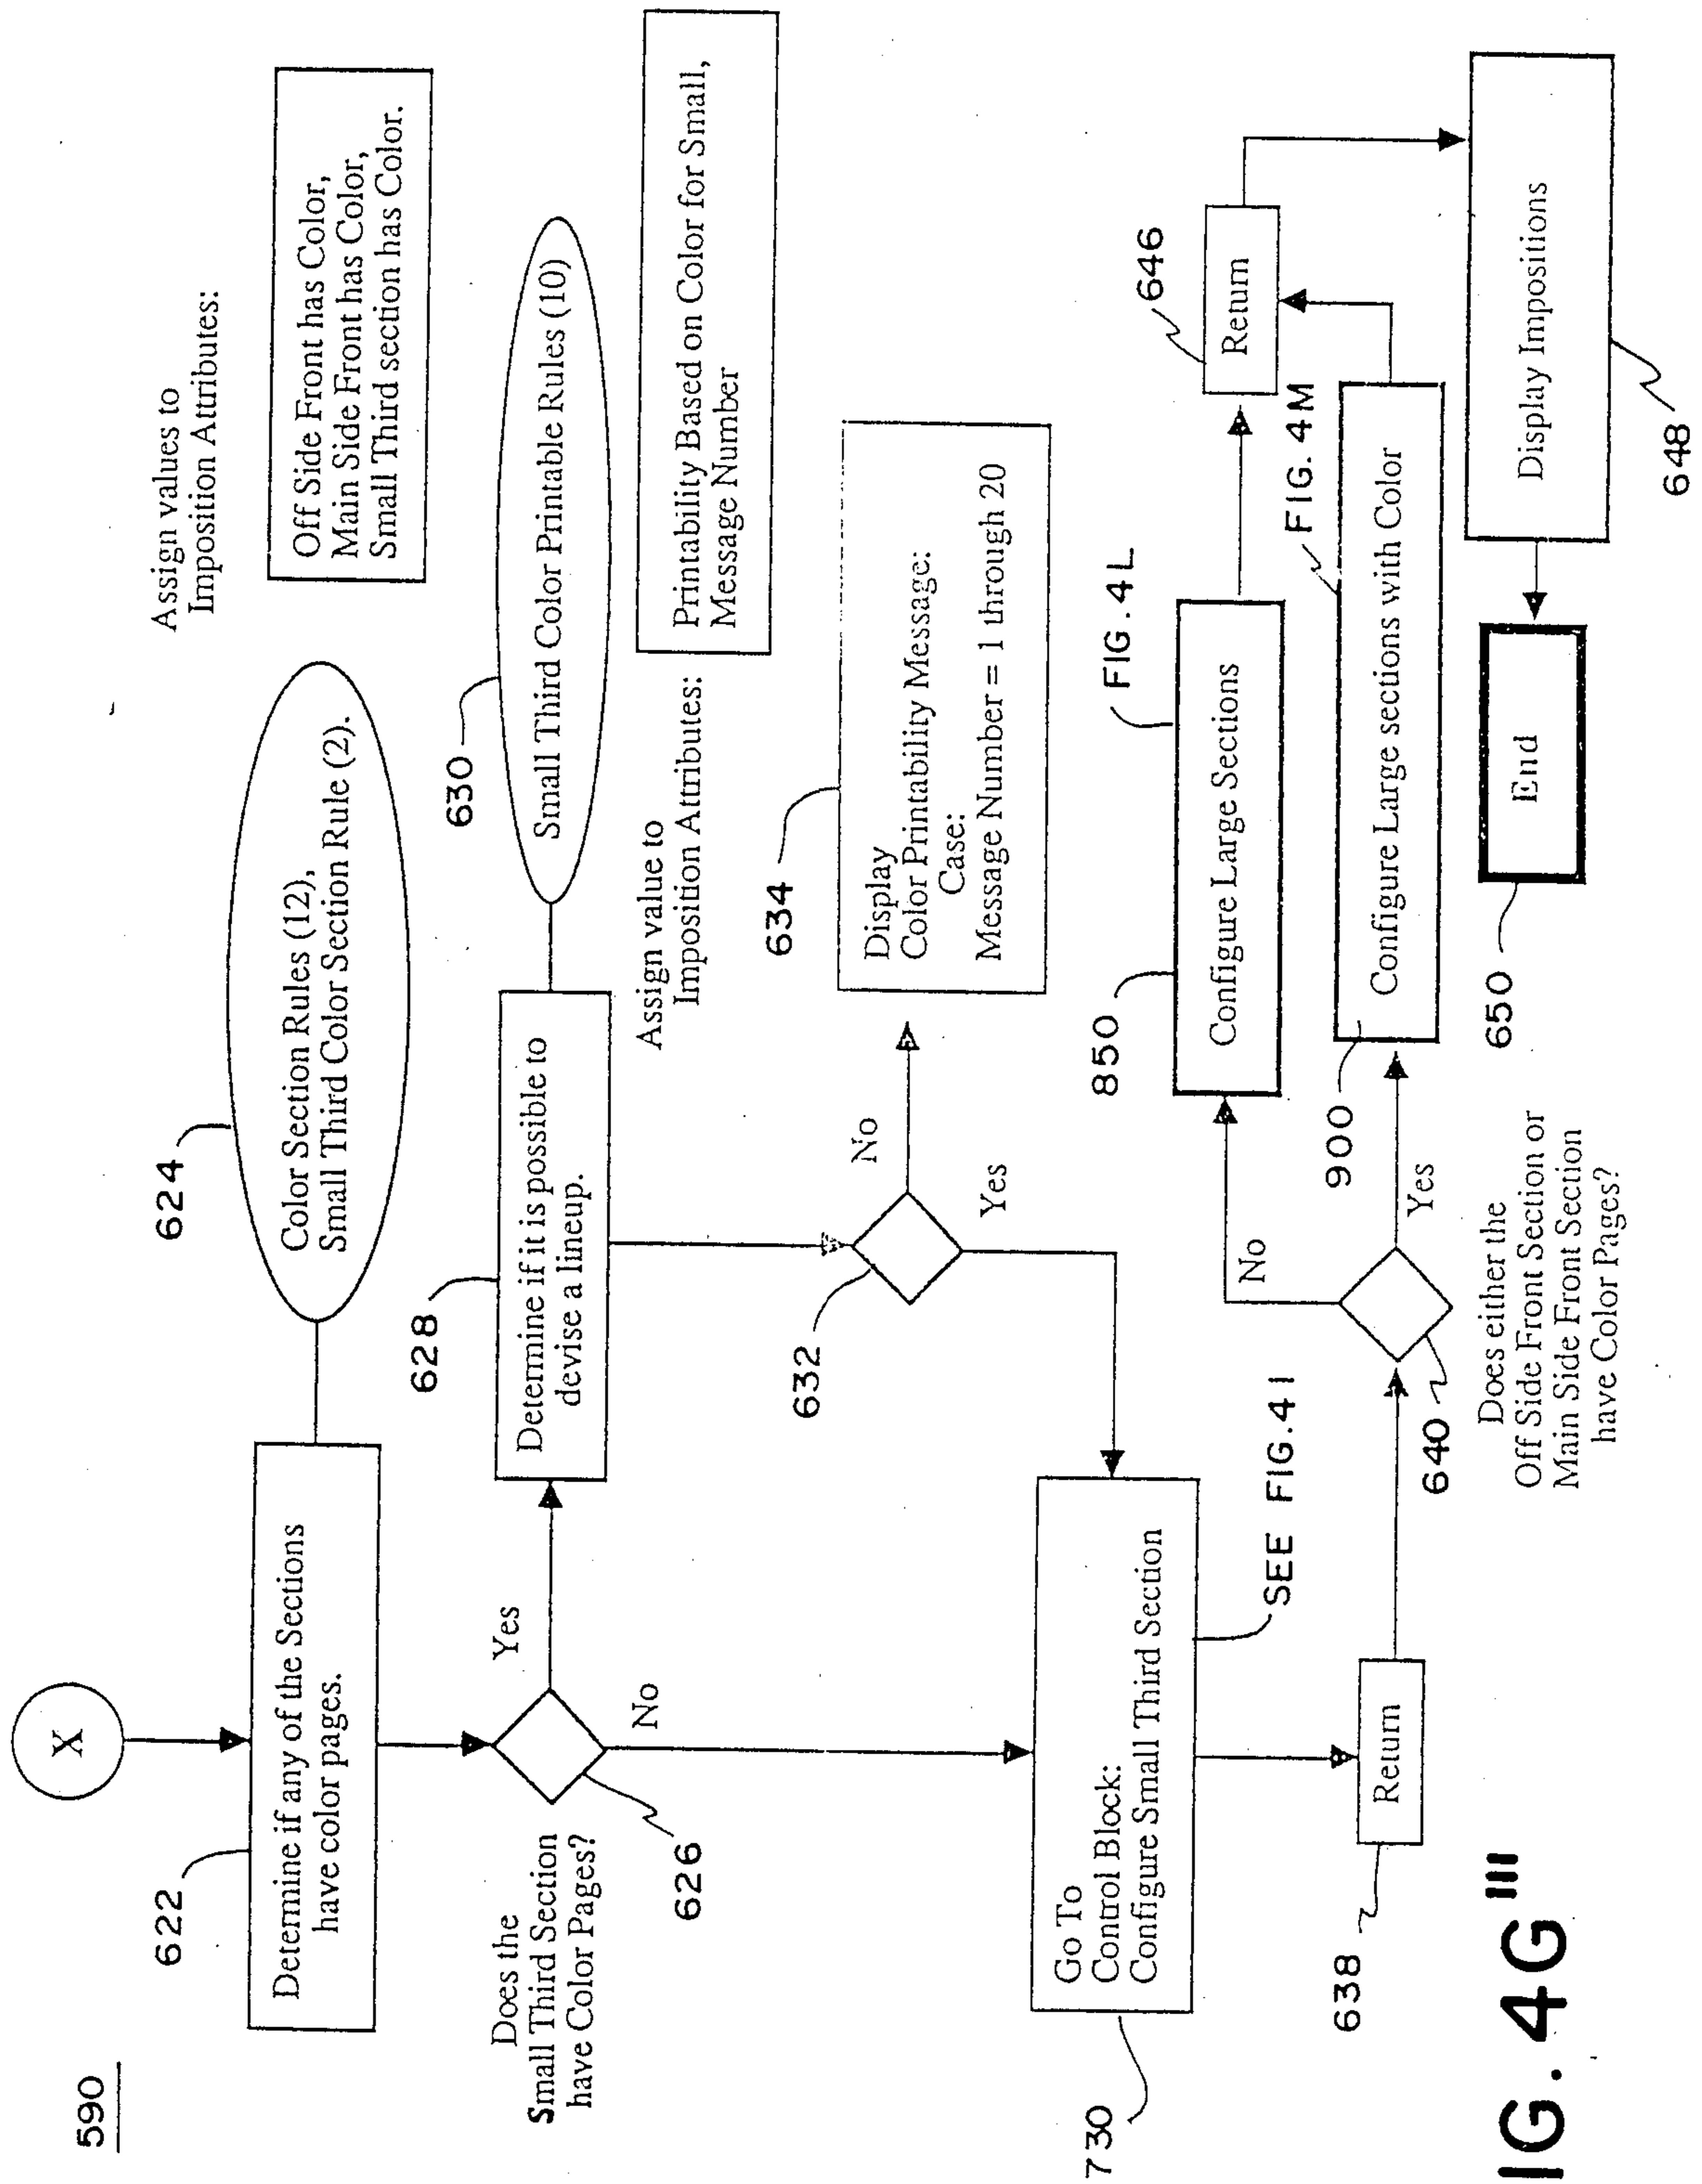 590
X
622
Determine if any of the Sections
have color pages.
624
Color Section Rules (12),
Small Third Color Section Rule (2).
Assign values to
Imposition Attributes:
Off Side Front has Color,
Main Side Front has Color,
Small Third section has Color.
Does the
Small Third Section
have Color Pages?
626
Yes
No
628
Determine if it is possible to
devise a lineup.
630
Small Third Color Printable Rules (10)
Assign value to
Imposition Attributes:
Printability Based on Color for Small,
Message Number
632
No
Yes
634
Display
Color Printability Message:
Case:
Message Number = 1 through 20
730
Go To
Control Block:
Configure Small Third Section
SEE FIG.4I
638
Return
640
Does either the
Off Side Front Section or
Main Side Front Section
have Color Pages?
No
Yes
850
Configure Large Sections
FIG.4L
900
Configure Large sections with Color
FIG.4M
646
Return
Display Impositions
648
650
End
IG.4G'''